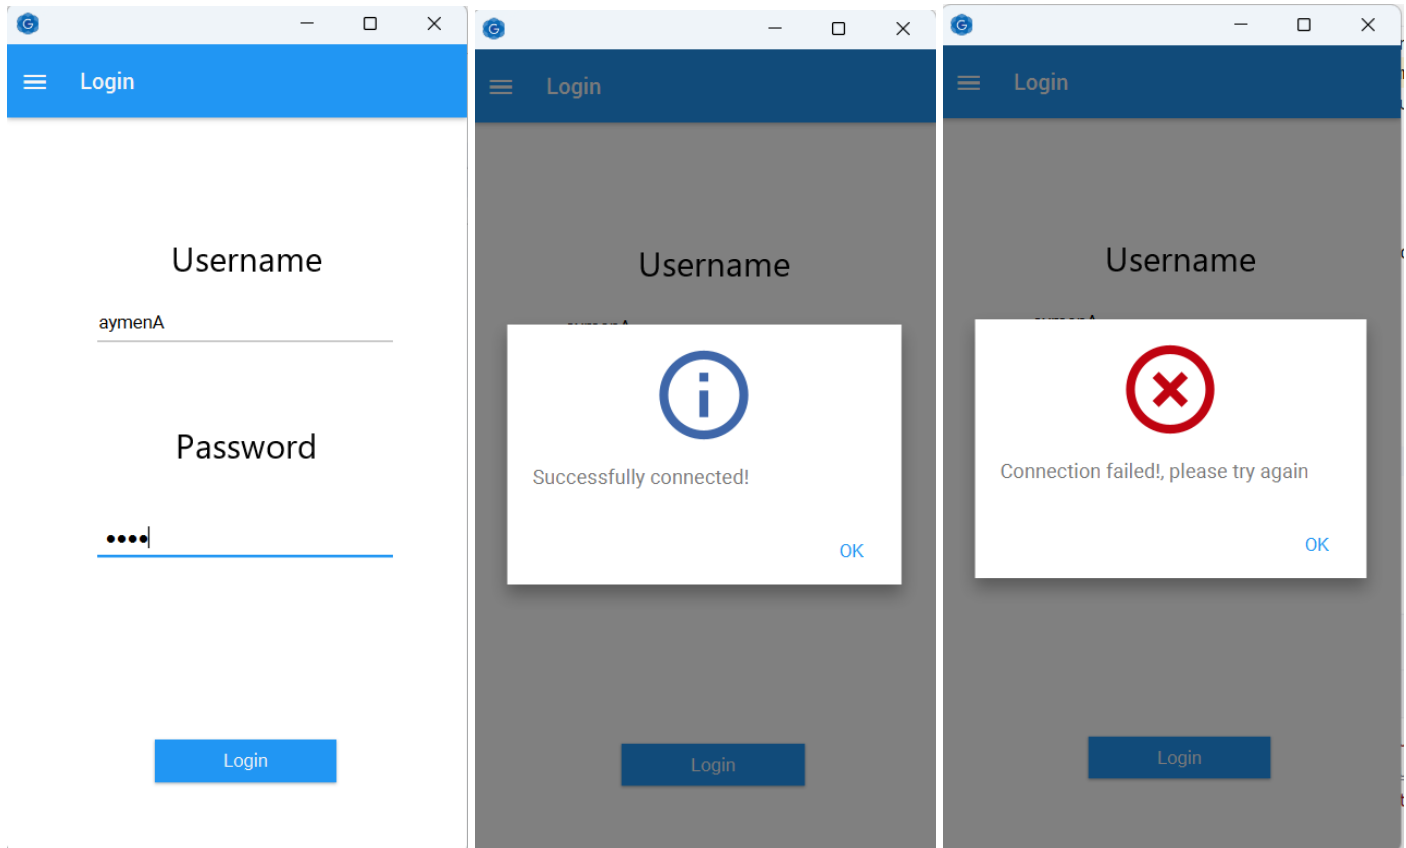 G
Login
Username
aymenA
Password
Login
G
Login
Username
Successfully connected!
OK
Login
G
Login
Username
Connection failed!, please try again
OK
Login